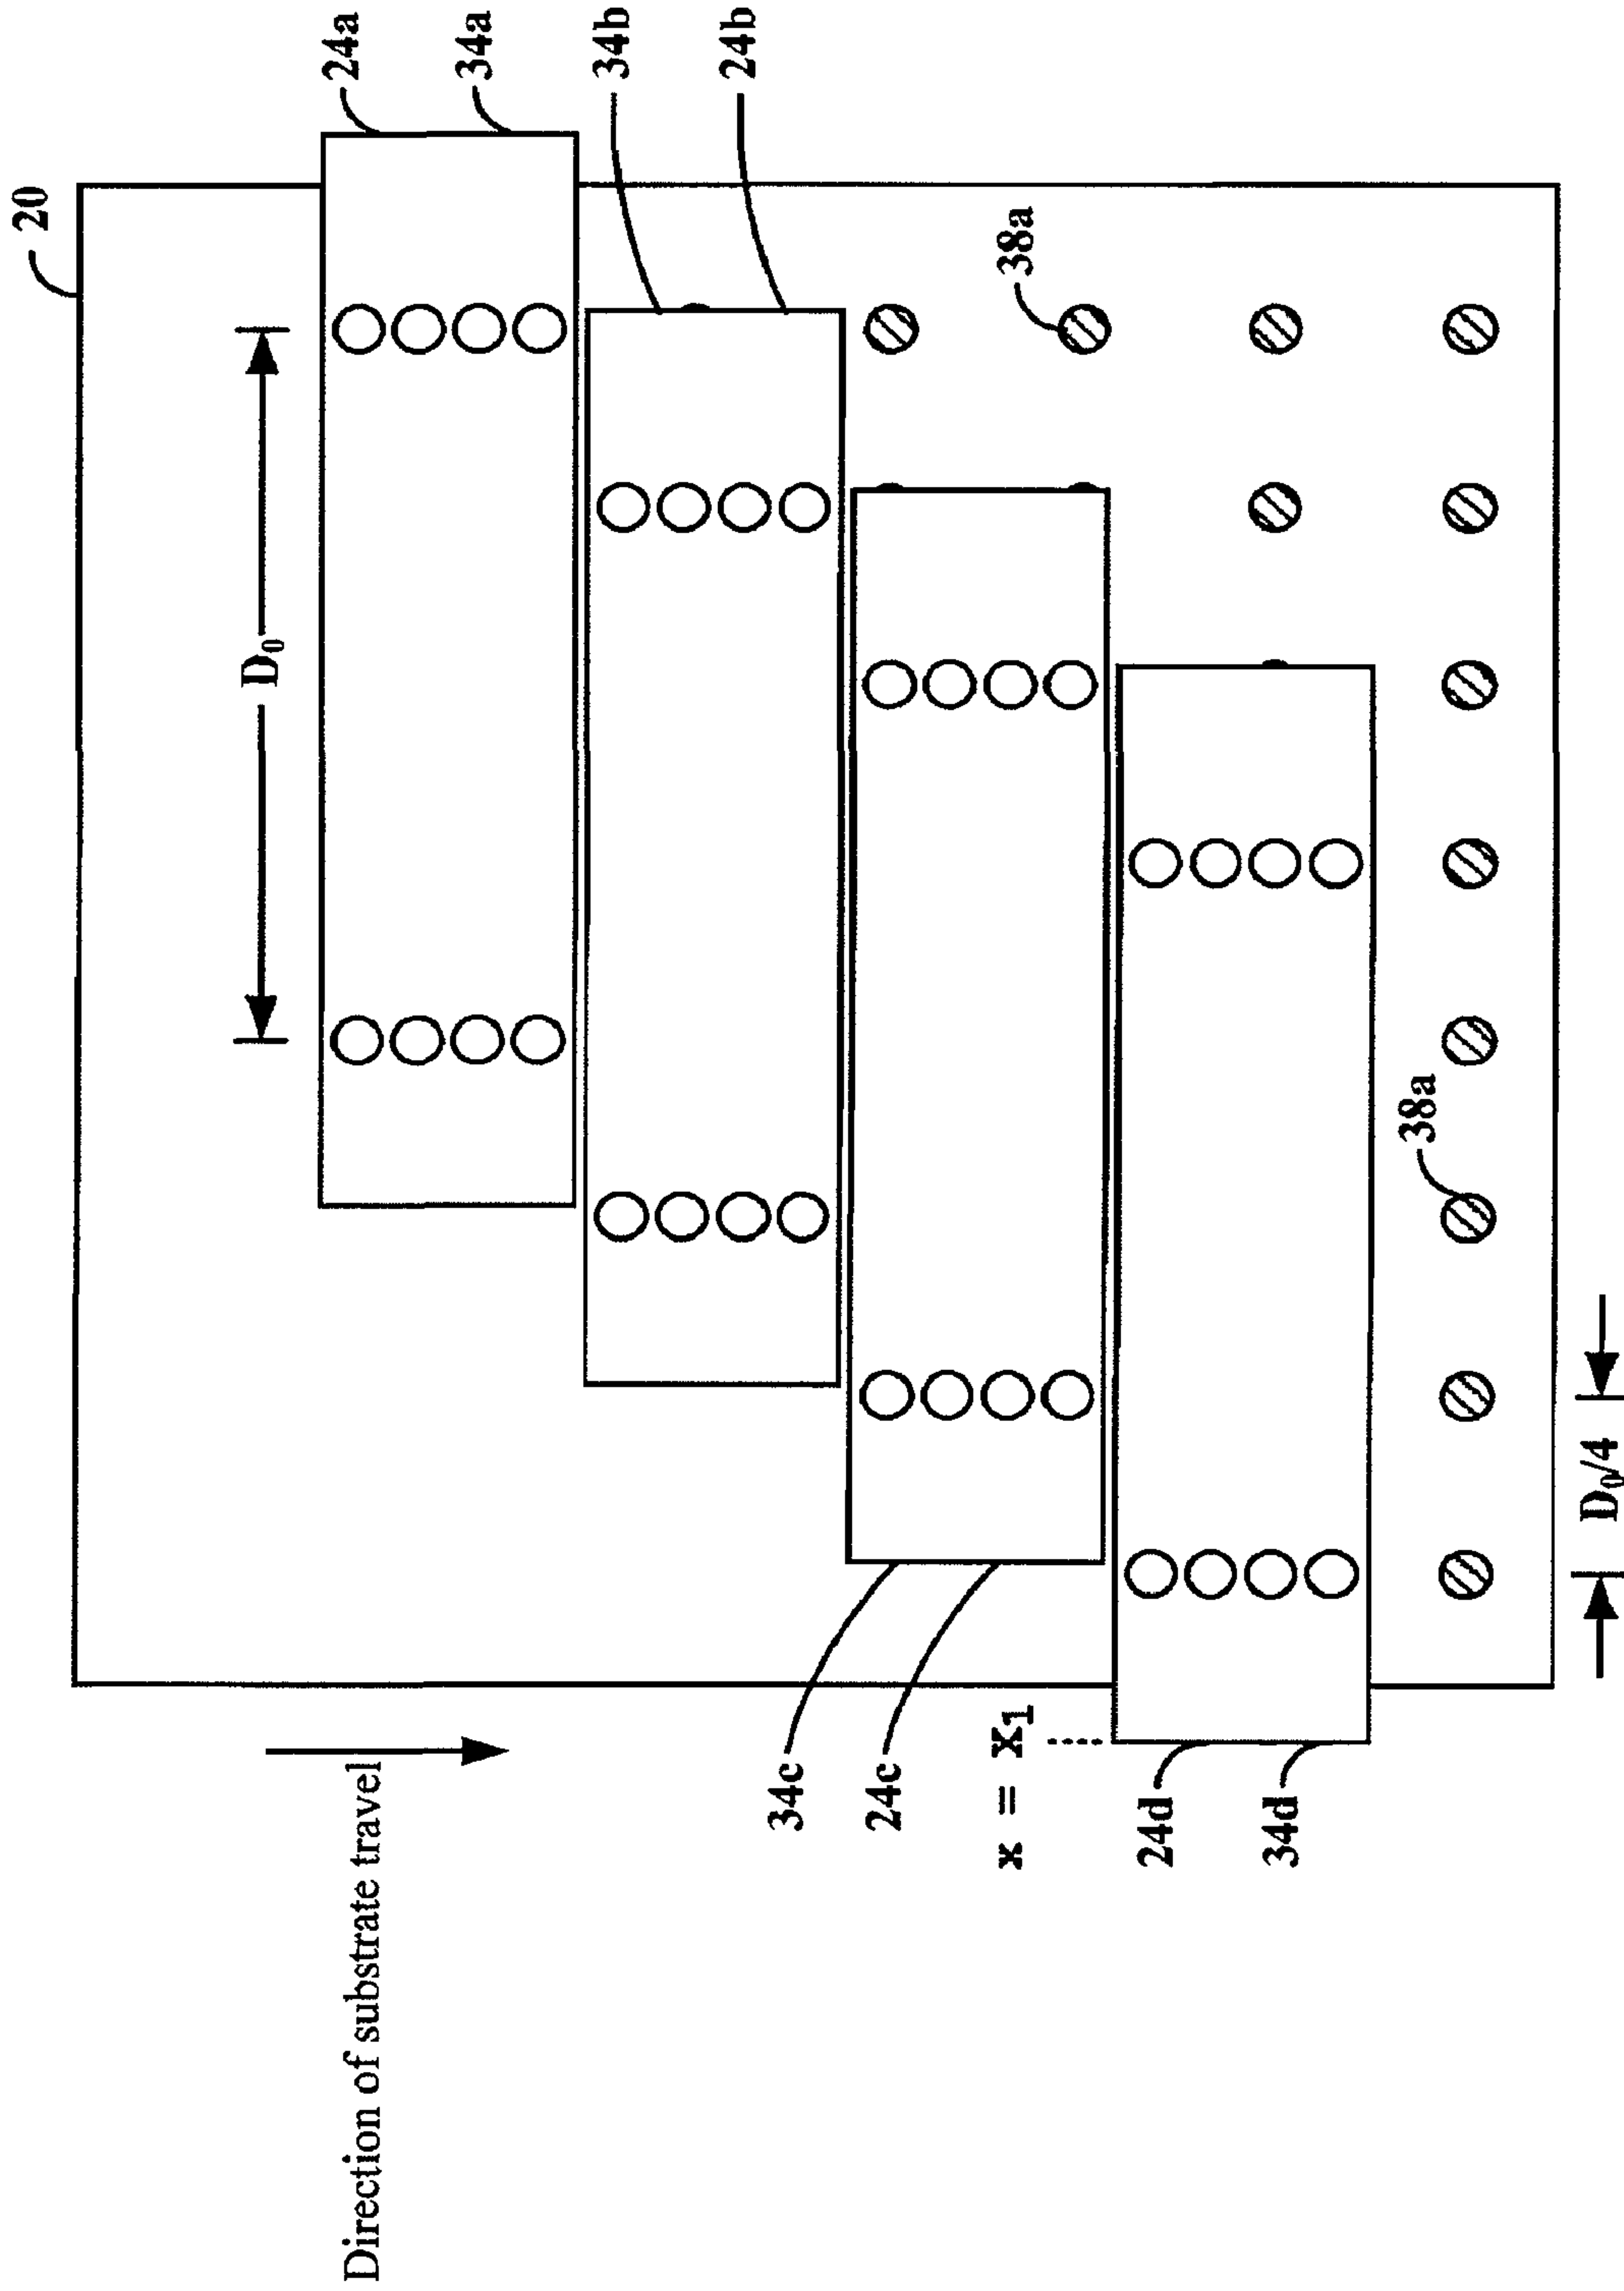 20
24a
34a
34b
24b
D₀
38a
38a
D₀/4
34c
24c
x = X₁
24d
34d
Direction of substrate travel